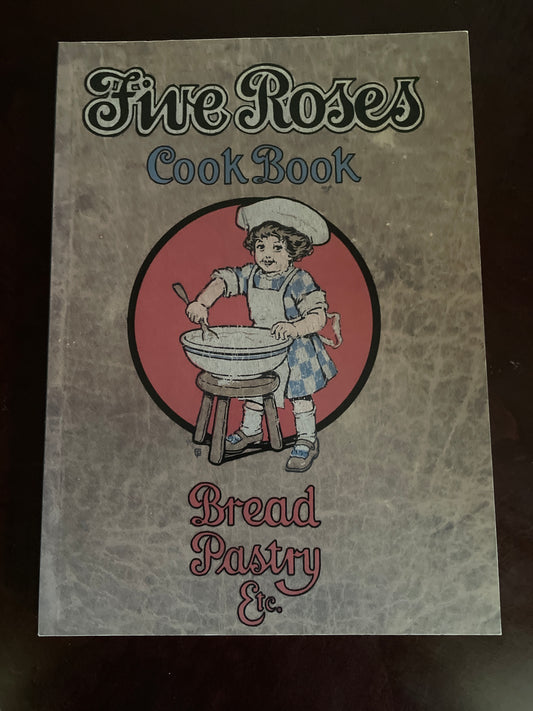 Five Roses
Cook Book
Bread
Pastry
Etc.